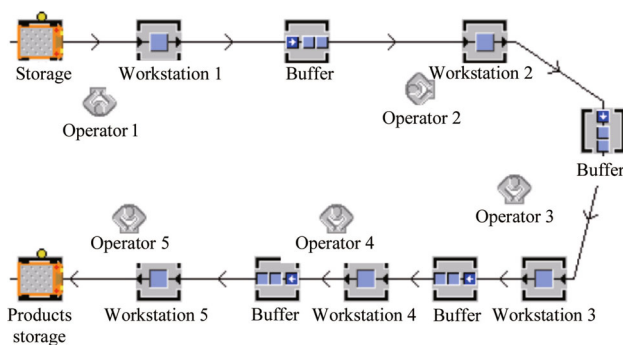 Storage
Workstation 1
Buffer
Workstation 2
Operator 1
Operator 2
Buffer
Operator 3
Operator 5
Operator 4
Products
storage
Workstation 5
Buffer
Workstation 4
Buffer
Workstation 3